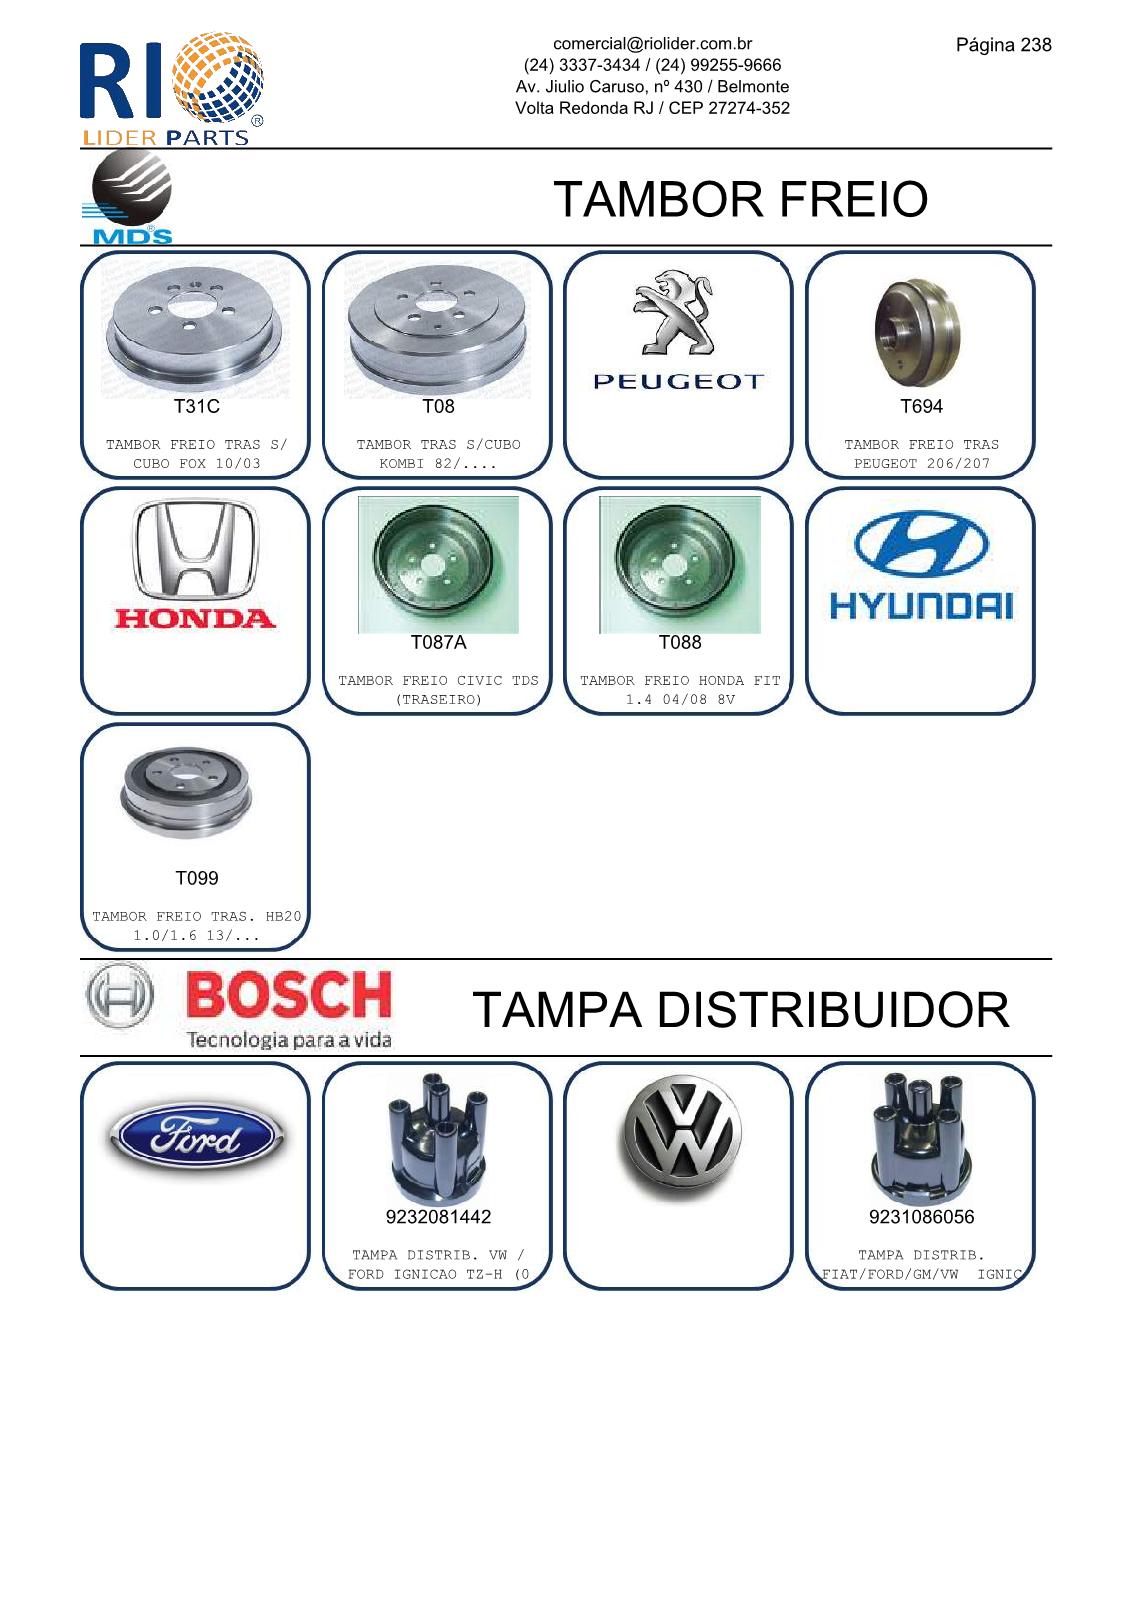 RIO
LIDER PARTS
®
comercial@riolider.com.br
(24) 3337-3434 / (24) 99255-9666
Av. Jiulio Caruso, nº 430 / Belmonte
Volta Redonda RJ / CEP 27274-352
Página 238
MDS
®
TAMBOR FREIO
T31C
TAMBOR FREIO TRAS S/
CUBO FOX 10/03
T08
TAMBOR TRAS S/CUBO
KOMBI 82/....
PEUGEOT
T694
TAMBOR FREIO TRAS
PEUGEOT 206/207
HONDA
T087A
TAMBOR FREIO CIVIC TDS
(TRASEIRO)
T088
TAMBOR FREIO HONDA FIT
1.4 04/08 8V
HYUNDAI
T099
TAMBOR FREIO TRAS. HB20
1.0/1.6 13/...
BOSCH
Tecnologia para a vida
TAMPA DISTRIBUIDOR
Ford
9232081442
TAMPA DISTRIB. VW /
FORD IGNICAO TZ-H (0
VW
9231086056
TAMPA DISTRIB.
FIAT/FORD/GM/VW  IGNIC